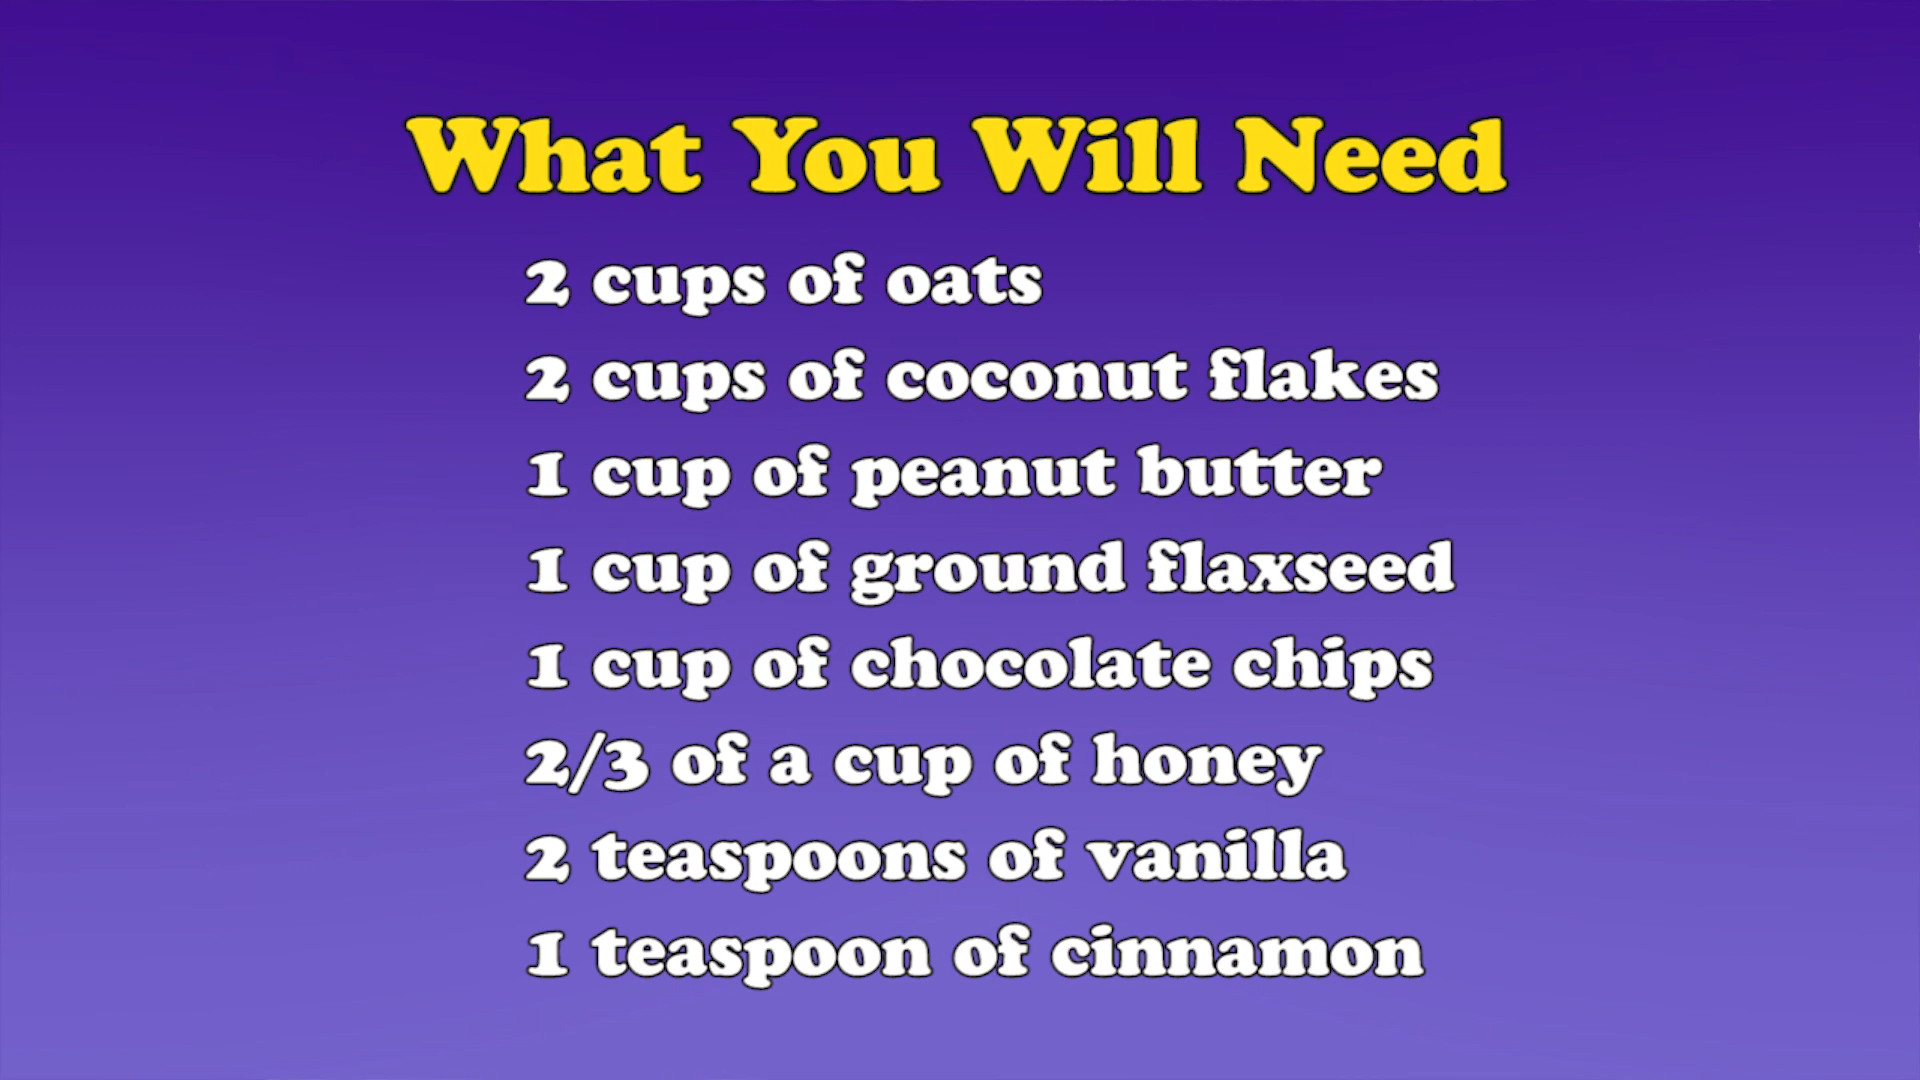 What You Will Need
2 cups of oats
2 cups of coconut flakes
1 cup of peanut butter
1 cup of ground flaxseed
1 cup of chocolate chips
2/3 of a cup of honey
2 teaspoons of vanilla
1 teaspoon of cinnamon